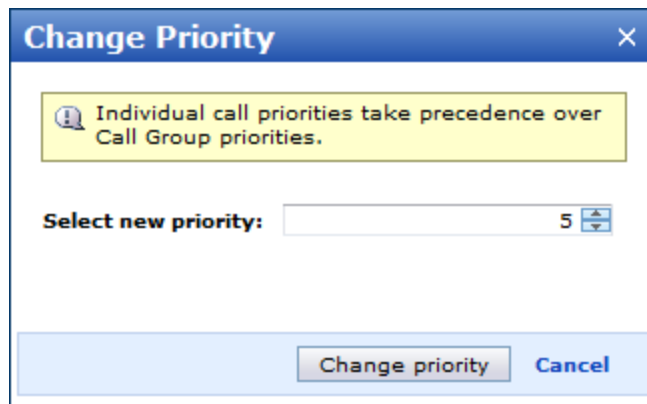 Change Priority
Individual call priorities take precedence over
Call Group priorities.
Select new priority: 5
Change priority Cancel